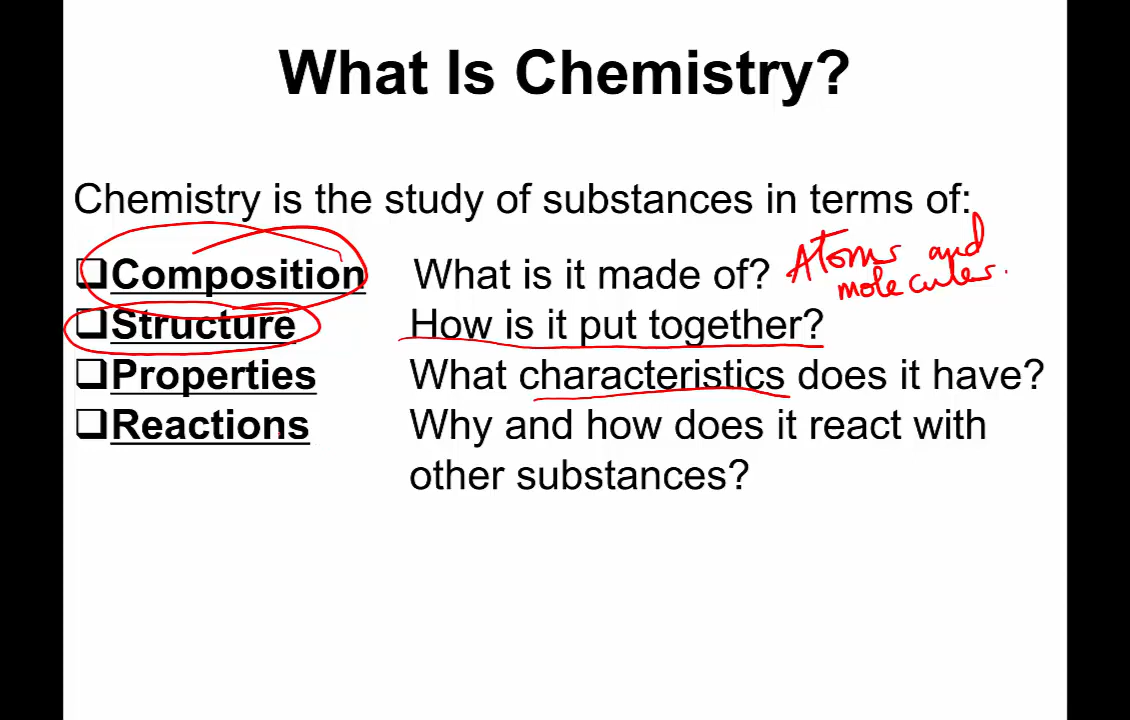 What Is Chemistry?
Chemistry is the study of substances in terms of:
❑Composition What is it made of? Atoms and
molecules.
❑Structure How is it put together?
❑Properties What characteristics does it have?
❑Reactions Why and how does it react with
other substances?